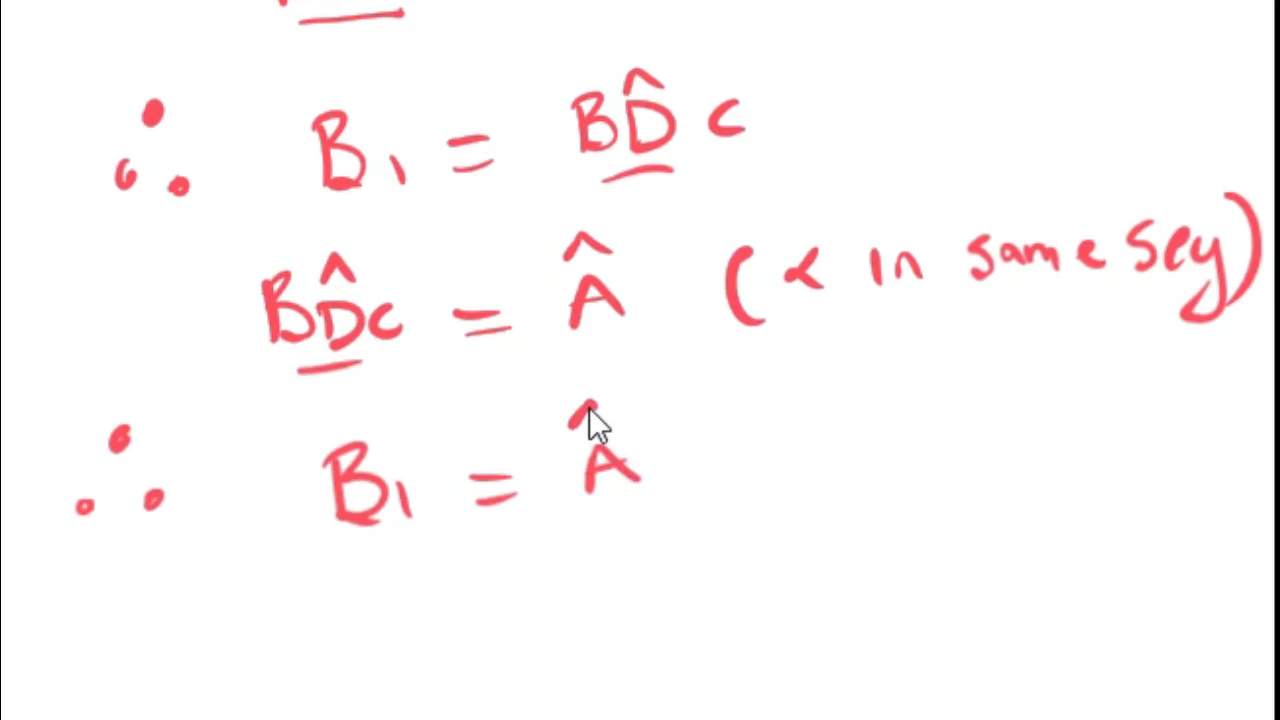 ∴ B₁ = BD̂C
BD̂C = Â (∠ in same seg)
∴ B₁ = Â